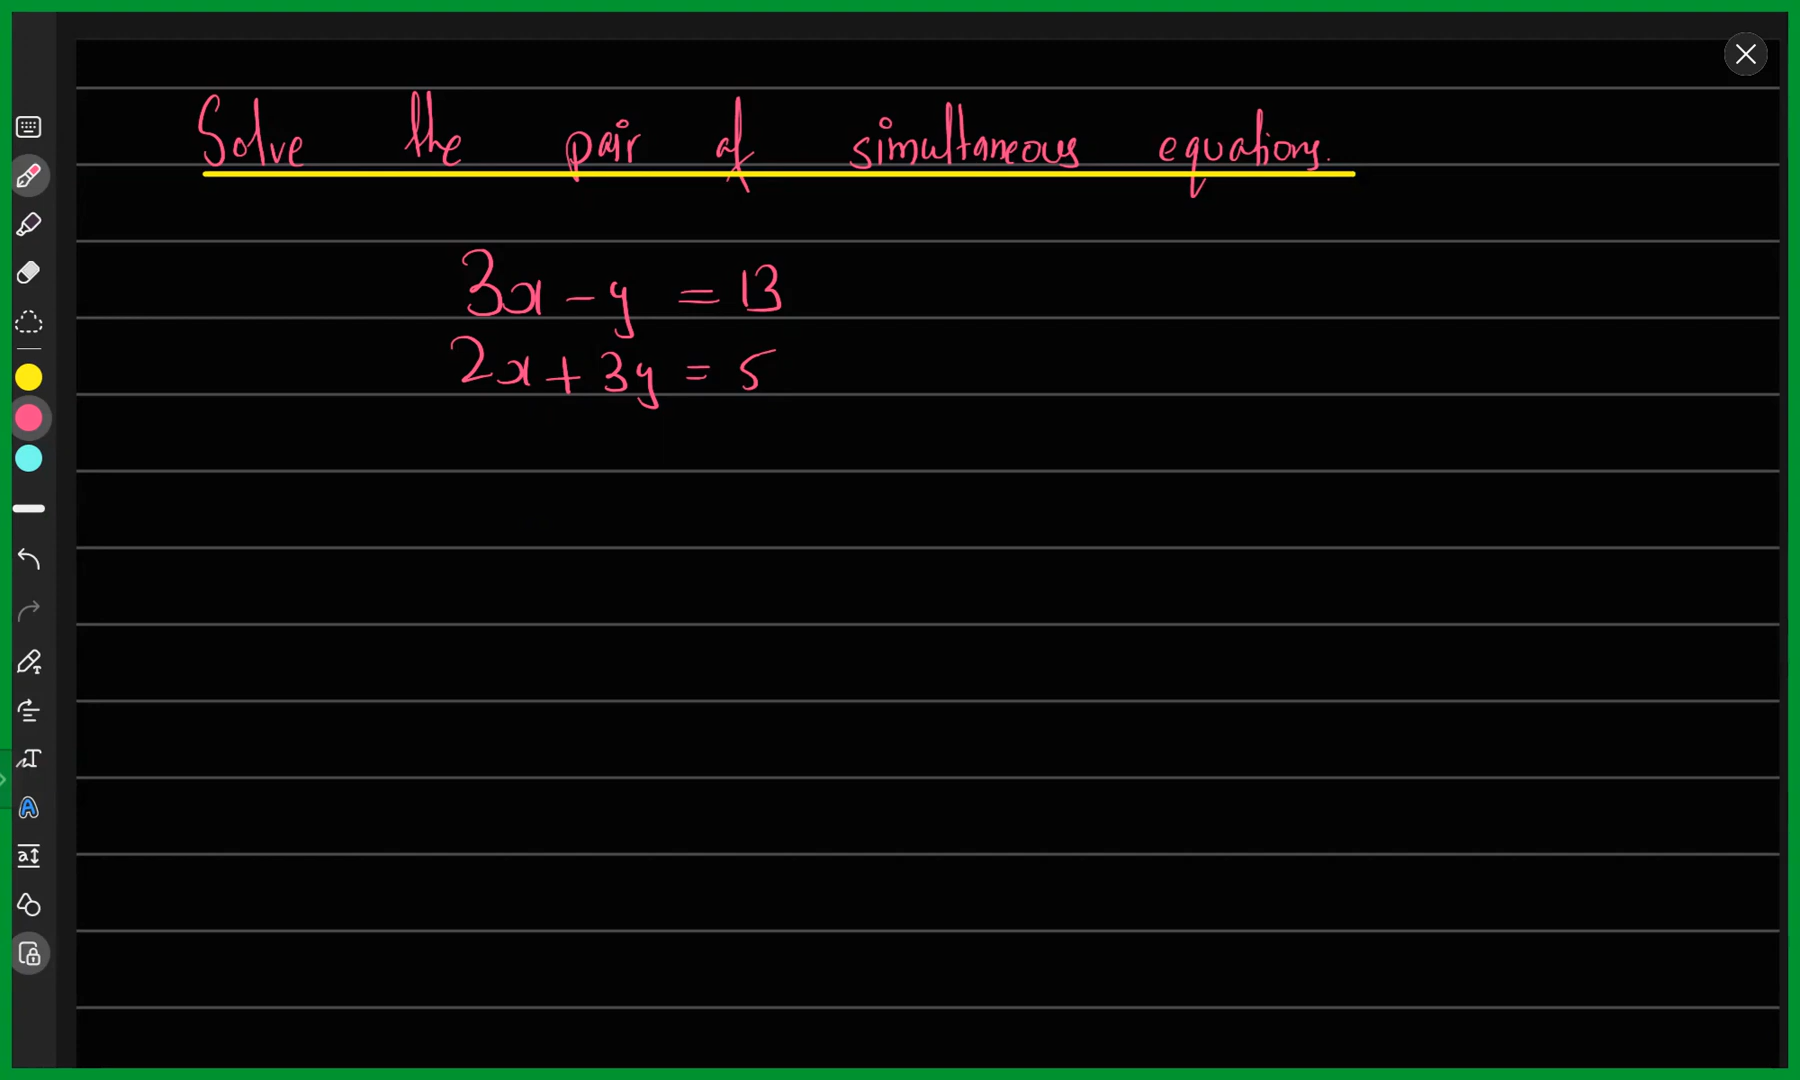 Solve the pair of simultaneous equations.
3x - y = 13
2x + 3y = 5